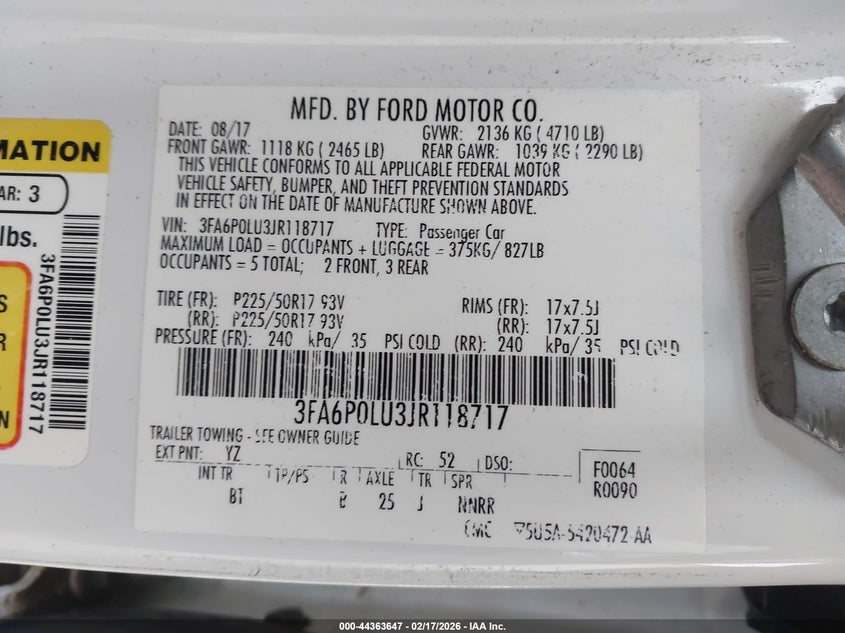 MFD. BY FORD MOTOR CO.
DATE: 08/17 GVWR: 2136 KG ( 4710 LB)
FRONT GAWR: 1118 KG ( 2465 LB) REAR GAWR: 1039 KG ( 2290 LB)
THIS VEHICLE CONFORMS TO ALL APPLICABLE FEDERAL MOTOR
VEHICLE SAFETY, BUMPER, AND THEFT PREVENTION STANDARDS
IN EFFECT ON THE DATE OF MANUFACTURE SHOWN ABOVE.
VIN: 3FA6P0LU3JR118717 TYPE: Passenger Car
MAXIMUM LOAD = OCCUPANTS + LUGGAGE = 375KG/ 827LB
OCCUPANTS = 5 TOTAL; 2 FRONT, 3 REAR
TIRE (FR): P225/50R17 93V RIMS (FR): 17x7.5J
(RR): P225/50R17 93V (RR): 17x7.5J
PRESSURE (FR): 240 kPa/ 35 PSI COLD (RR): 240 kPa/ 35 PSI COLD
3FA6P0LU3JR118717
TRAILER TOWING - SEE OWNER GUIDE
EXT PNT: YZ RC: 52 DSO: F0064
INT TR TP/PS R AXLE TR SPR R0090
BT B 25 J NNRR
MATION
AR: 3
lbs.
3FA6P0LU3JR118717
S
R
N
000-44363647 - 02/17/2026 - IAA Inc.